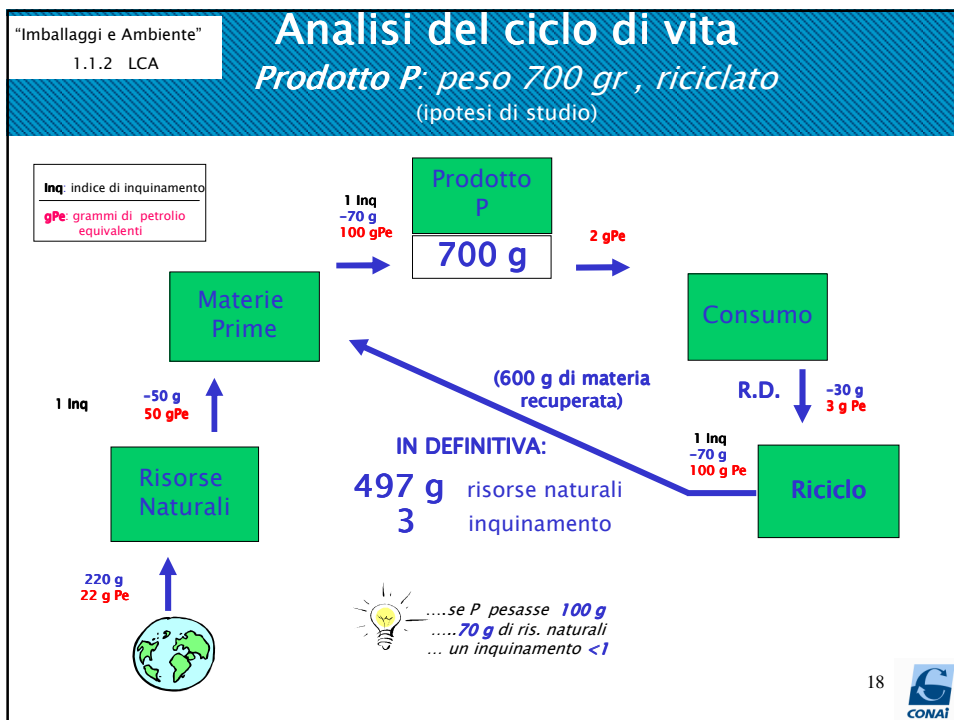 “Imballaggi e Ambiente”
1.1.2 LCA
Analisi del ciclo di vita
Prodotto P: peso 700 gr , riciclato
(ipotesi di studio)
Inq: indice di inquinamento
gPe: grammi di petrolio
equivalenti
1 Inq
-70 g
100 gPe
Prodotto
P
700 g
2 gPe
Materie
Prime
Consumo
(600 g di materia
recuperata)
R.D.
-30 g
3 g Pe
1 Inq
-50 g
50 gPe
1 Inq
-70 g
100 g Pe
IN DEFINITIVA:
497 g risorse naturali
3 inquinamento
Risorse
Naturali
Riciclo
220 g
22 g Pe
....se P pesasse 100 g
.....70 g di ris. naturali
... un inquinamento <1
18
CONAi